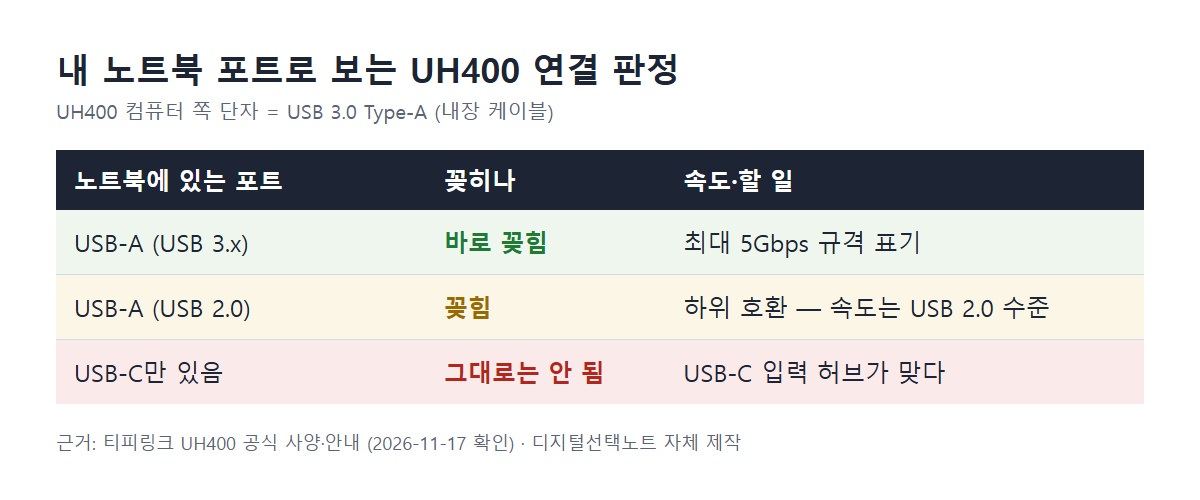 내 노트북 포트로 보는 UH400 연결 판정
UH400 컴퓨터 쪽 단자 = USB 3.0 Type-A (내장 케이블)
노트북에 있는 포트 꽂히나 속도·할 일
USB-A (USB 3.x) 바로 꽂힘 최대 5Gbps 규격 표기
USB-A (USB 2.0) 꽂힘 하위 호환 — 속도는 USB 2.0 수준
USB-C만 있음 그대로는 안 됨 USB-C 입력 허브가 맞다
근거: 티피링크 UH400 공식 사양·안내 (2026-11-17 확인) · 디지털선택노트 자체 제작